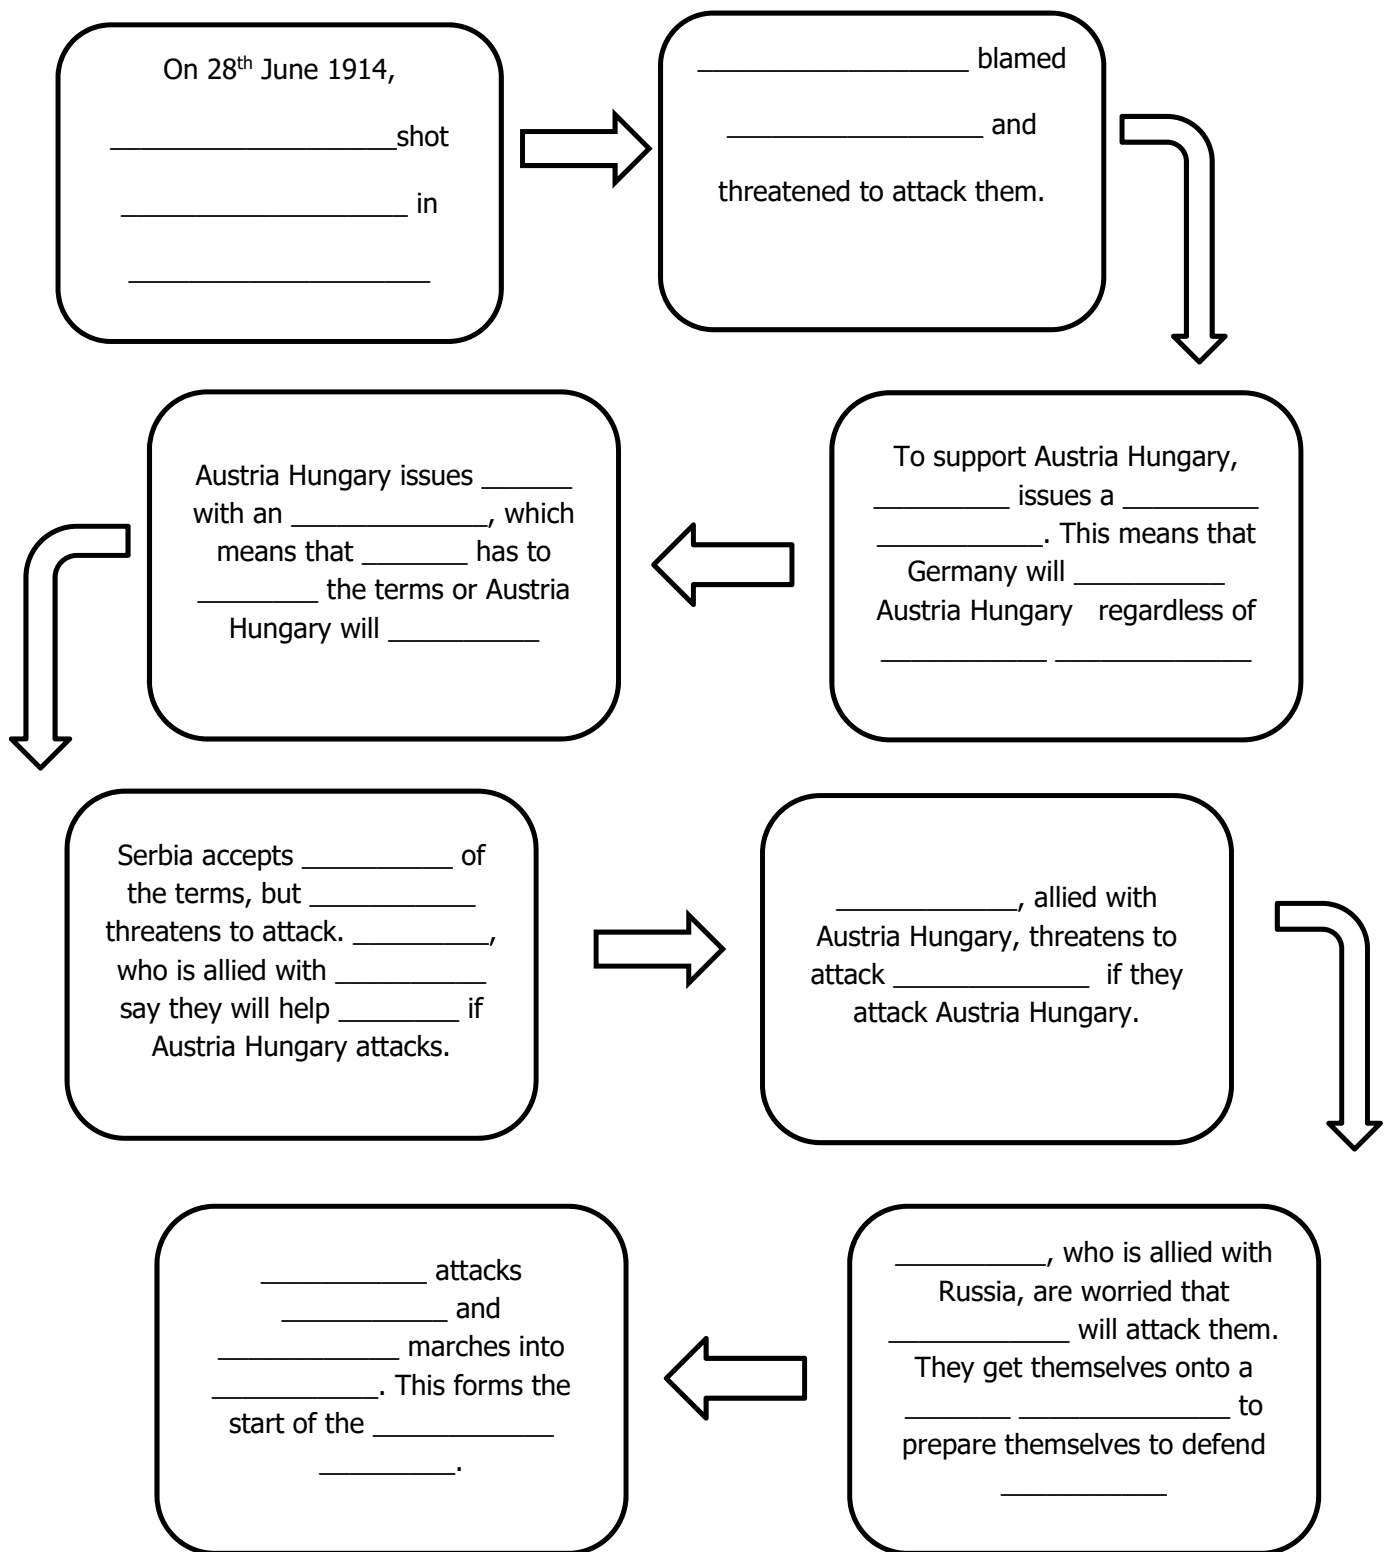 On 28th June 1914,
___________________shot
___________________ in
____________________
__________________ blamed
_________________ and
threatened to attack them.
To support Austria Hungary,
_________ issues a _________
___________. This means that
Germany will __________
Austria Hungary regardless of
___________ _____________
Austria Hungary issues ______
with an _____________, which
means that _______ has to
________ the terms or Austria
Hungary will __________
Serbia accepts __________ of
the terms, but ___________
threatens to attack. _________,
who is allied with __________
say they will help ________ if
Austria Hungary attacks.
____________, allied with
Austria Hungary, threatens to
attack _____________ if they
attack Austria Hungary.
__________, who is allied with
Russia, are worried that
____________ will attack them.
They get themselves onto a
_______ ______________ to
prepare themselves to defend
___________
___________ attacks
___________ and
____________ marches into
___________. This forms the
start of the ____________
_________.